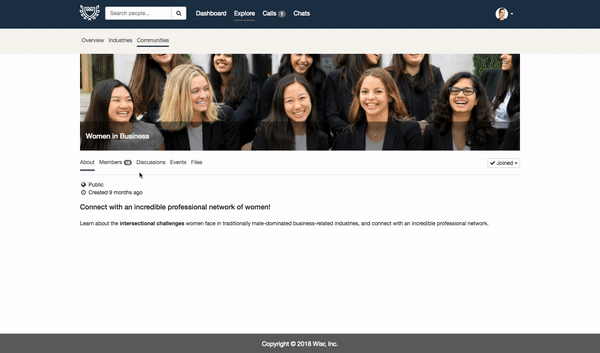 Search people... Dashboard Explore Calls 1 Chats
Overview Industries Communities
Women in Business
About Members 10 Discussions Events Files Joined
Public
Created 9 months ago
Connect with an incredible professional network of women!
Learn about the intersectional challenges women face in traditionally male-dominated business-related industries, and connect with an incredible professional network.
Copyright © 2018 Wisr, Inc.